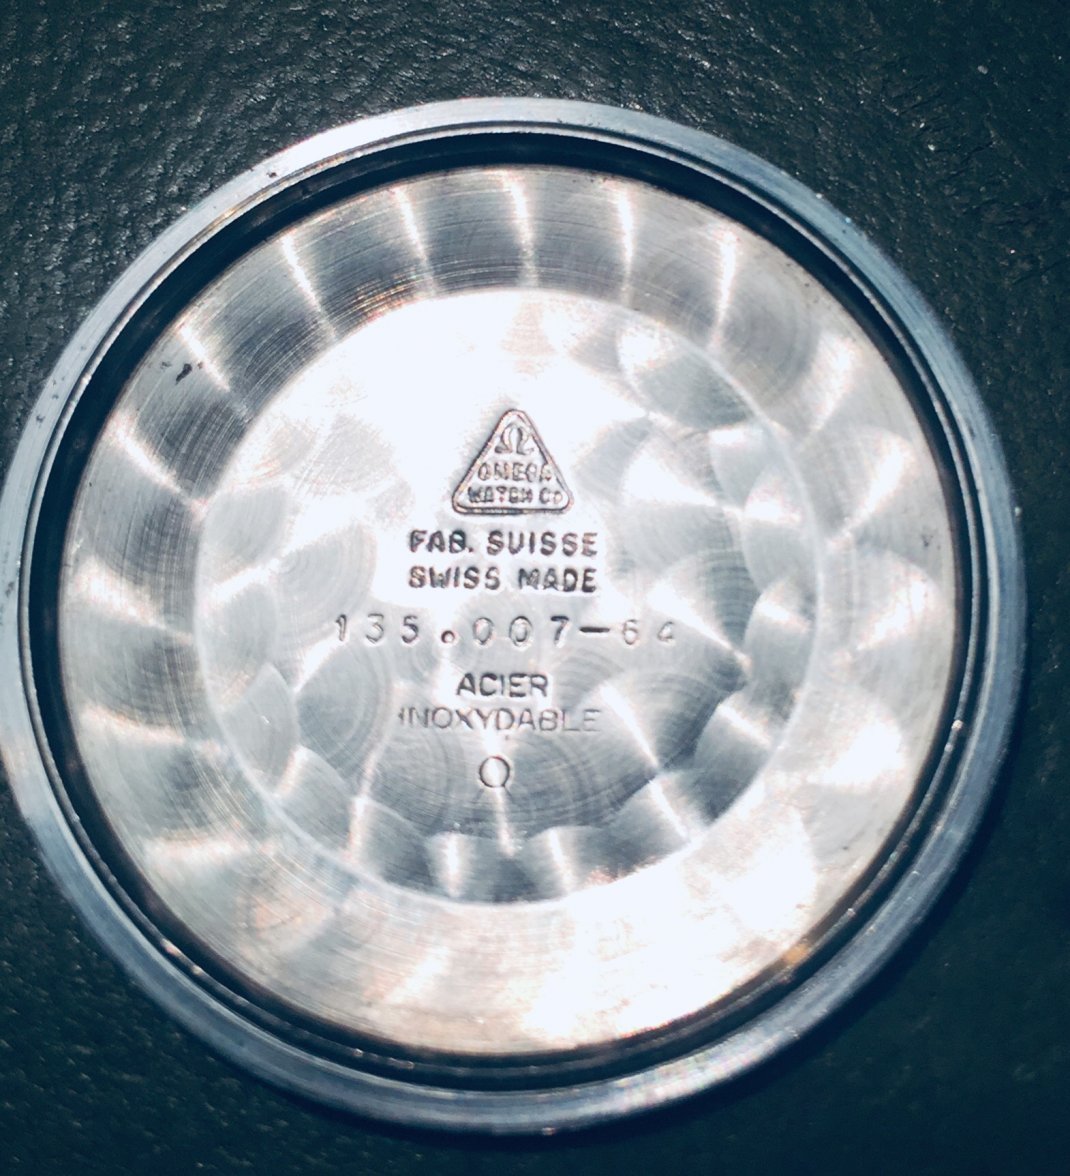 Ω
OMEGA
WATCH Co
FAB. SUISSE
SWISS MADE
135.007-64
ACIER
INOXYDABLE
O